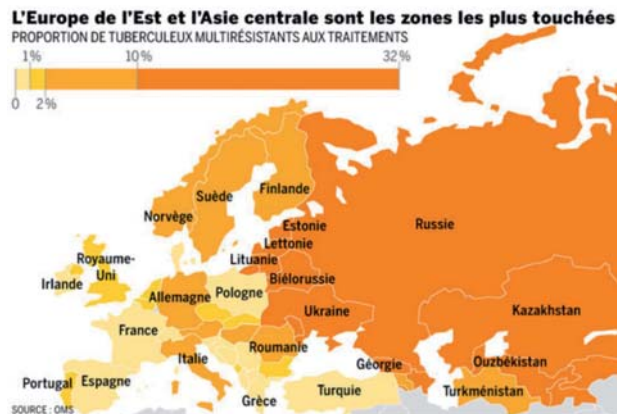 L'Europe de l'Est et l'Asie centrale sont les zones les plus touchées
PROPORTION DE TUBERCULEUX MULTIRÉSISTANTS AUX TRAITEMENTS
1% 10% 32%
0 2%
Finlande
Suède
Norvège
Estonie
Russie
Lettonie
Lituanie
Royaume-
Uni
Irlande
Biélorussie
Pologne
Allemagne
Ukraine
Kazakhstan
France
Roumanie
Italie
Géorgie
Ouzbékistan
Portugal
Espagne
Turquie
Turkménistan
Grèce
SOURCE : OMS